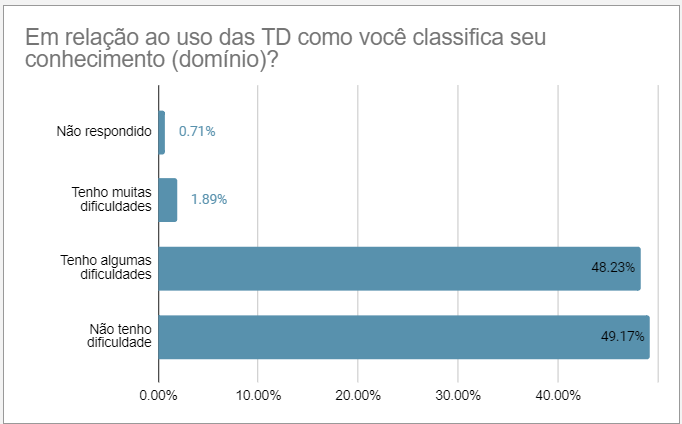 Em relação ao uso das TD como você classifica seu
conhecimento (domínio)?
Não respondido
0.71%
Tenho muitas
dificuldades
1.89%
Tenho algumas
dificuldades
48.23%
Não tenho
dificuldade
49.17%
0.00%
10.00%
20.00%
30.00%
40.00%